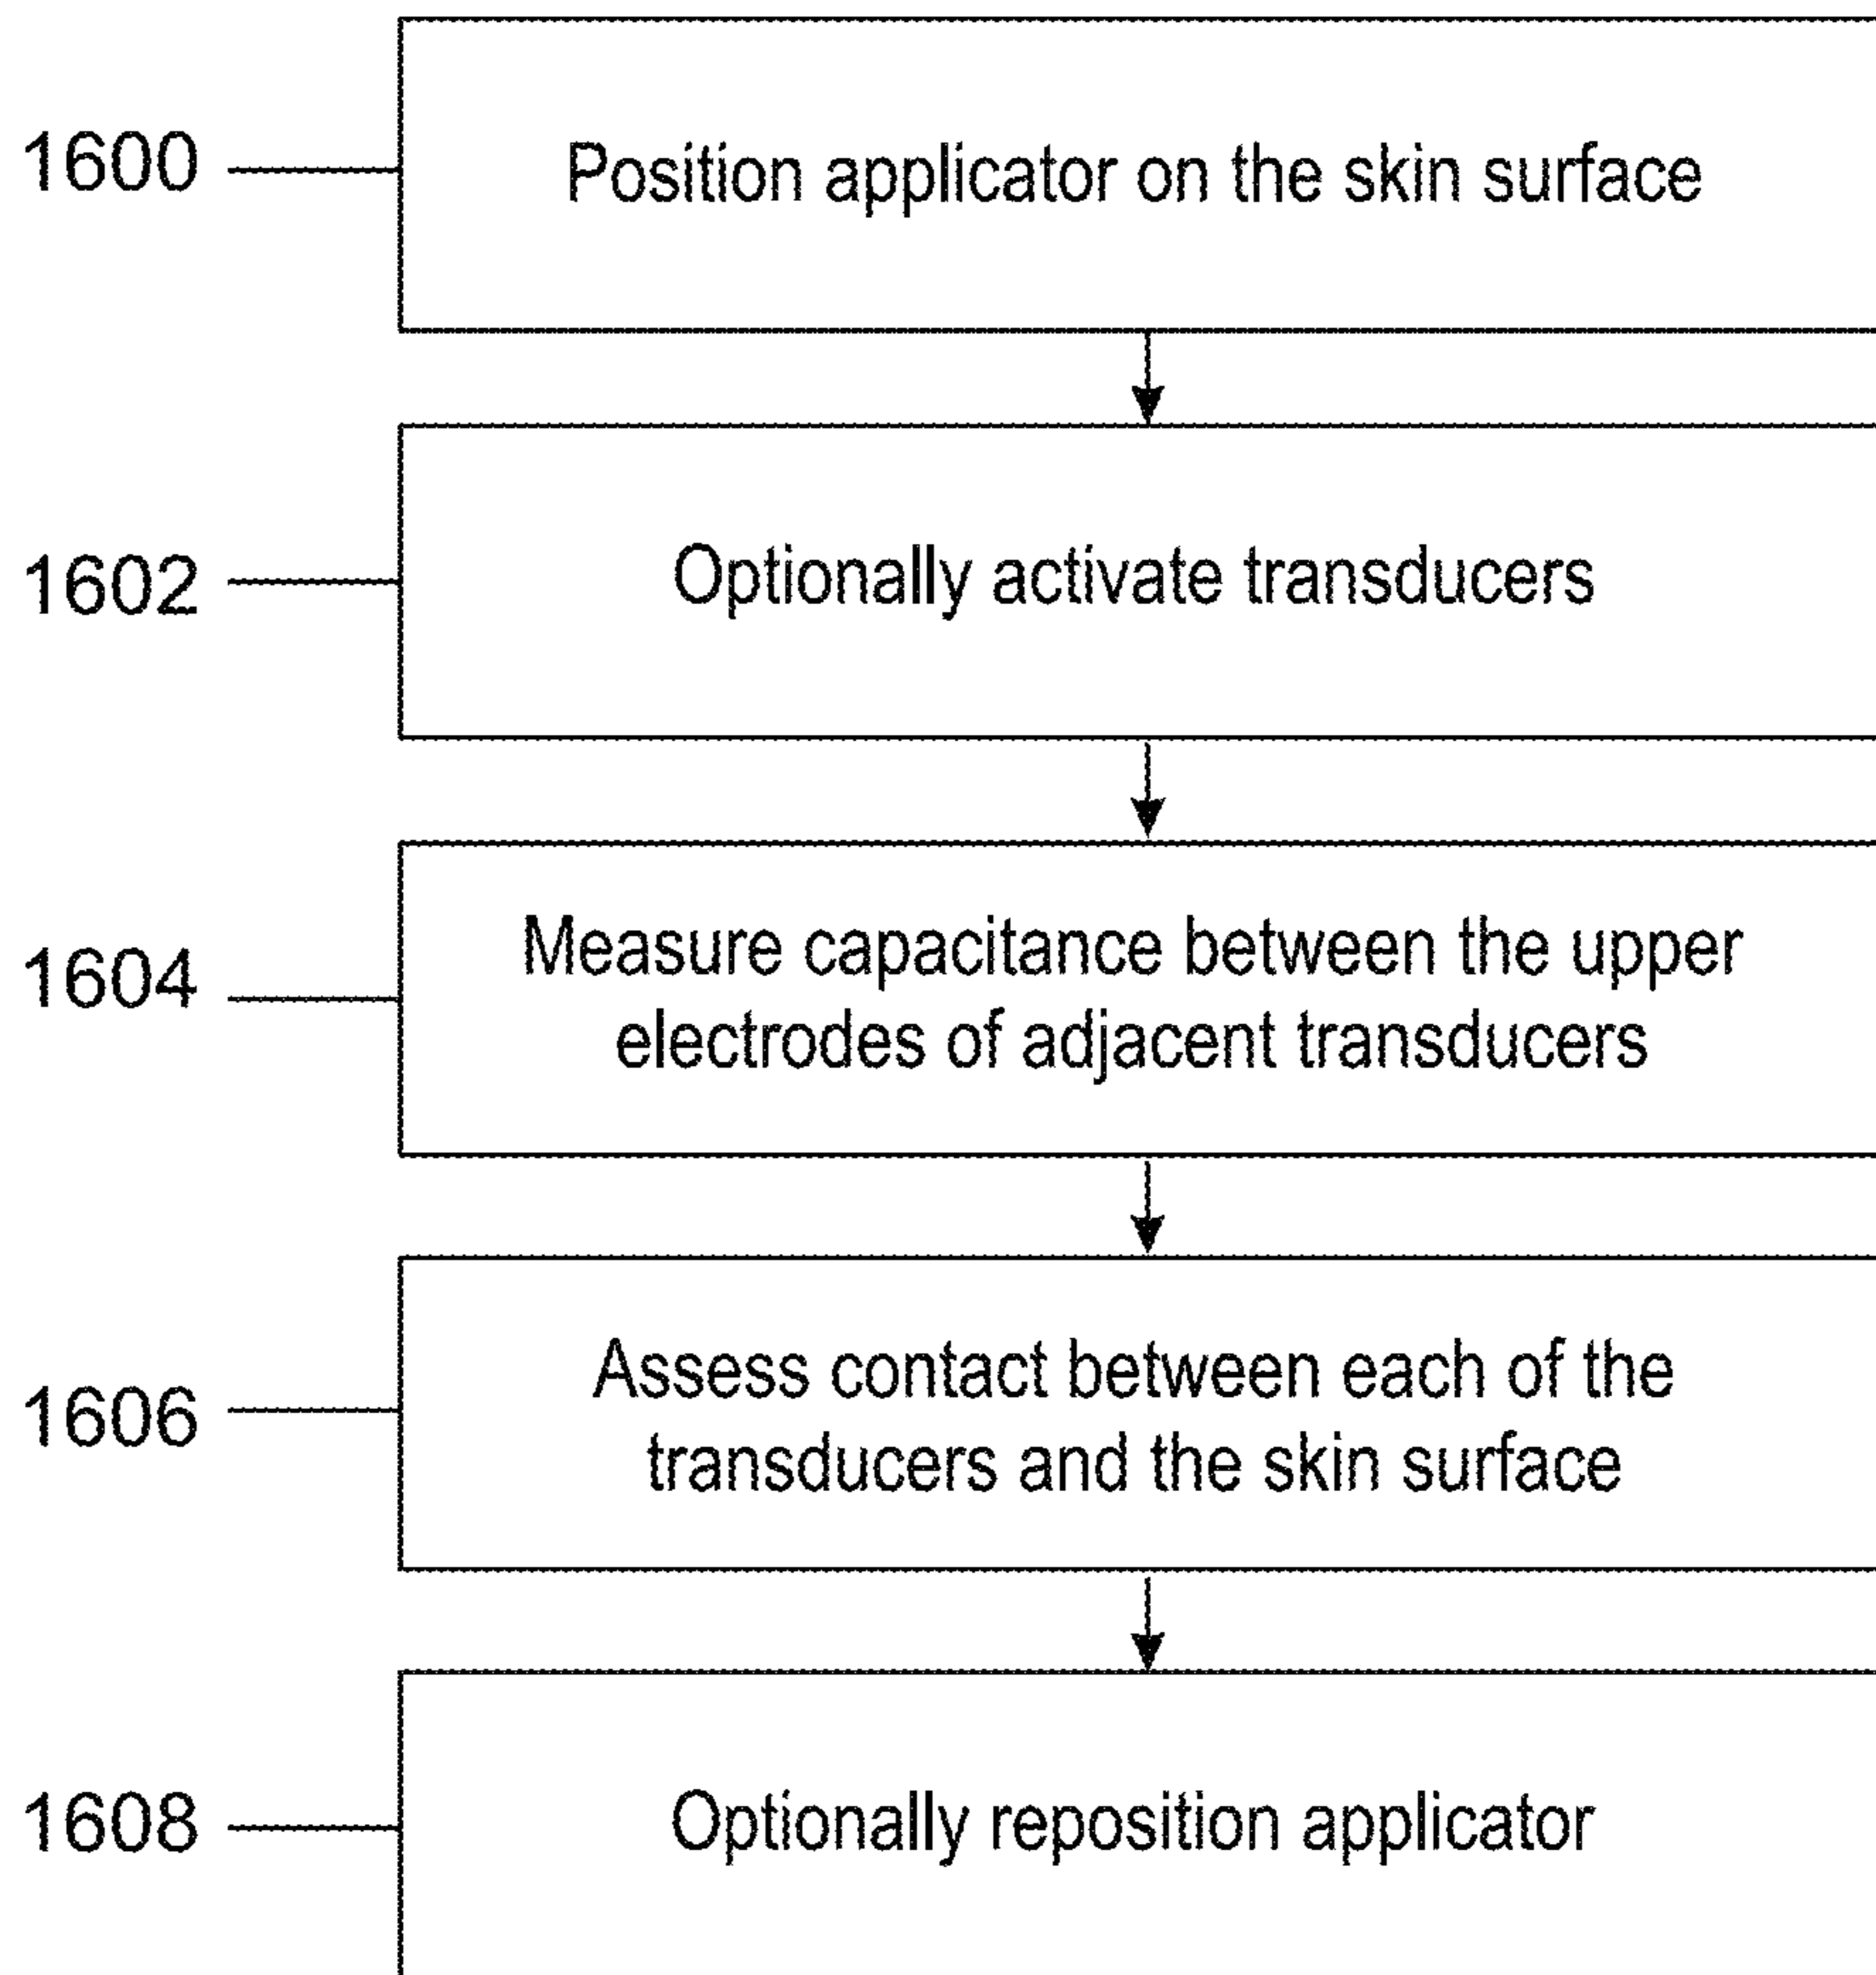 1600
Position applicator on the skin surface
1602
Optionally activate transducers
1604
Measure capacitance between the upper
electrodes of adjacent transducers
1606
Assess contact between each of the
transducers and the skin surface
1608
Optionally reposition applicator